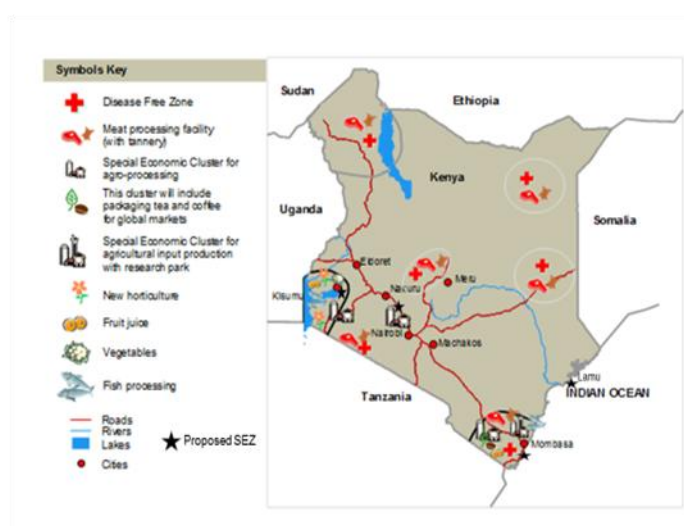 Symbols Key
Disease Free Zone
Meat processing facility
(with tannery)
Special Economic Cluster for
agro-processing
This cluster will include
packaging tea and coffee
for global markets
Special Economic Cluster for
agricultural input production
with research park
New horticulture
Fruit juice
Vegetables
Fish processing
Roads
Rivers
Lakes
Proposed SEZ
Cities
Sudan
Ethiopia
Kenya
Uganda
Somalia
Eldoret
Meru
Kisumu
Nakuru
Nairobi
Machakos
Lamu
Tanzania
INDIAN OCEAN
Mombasa